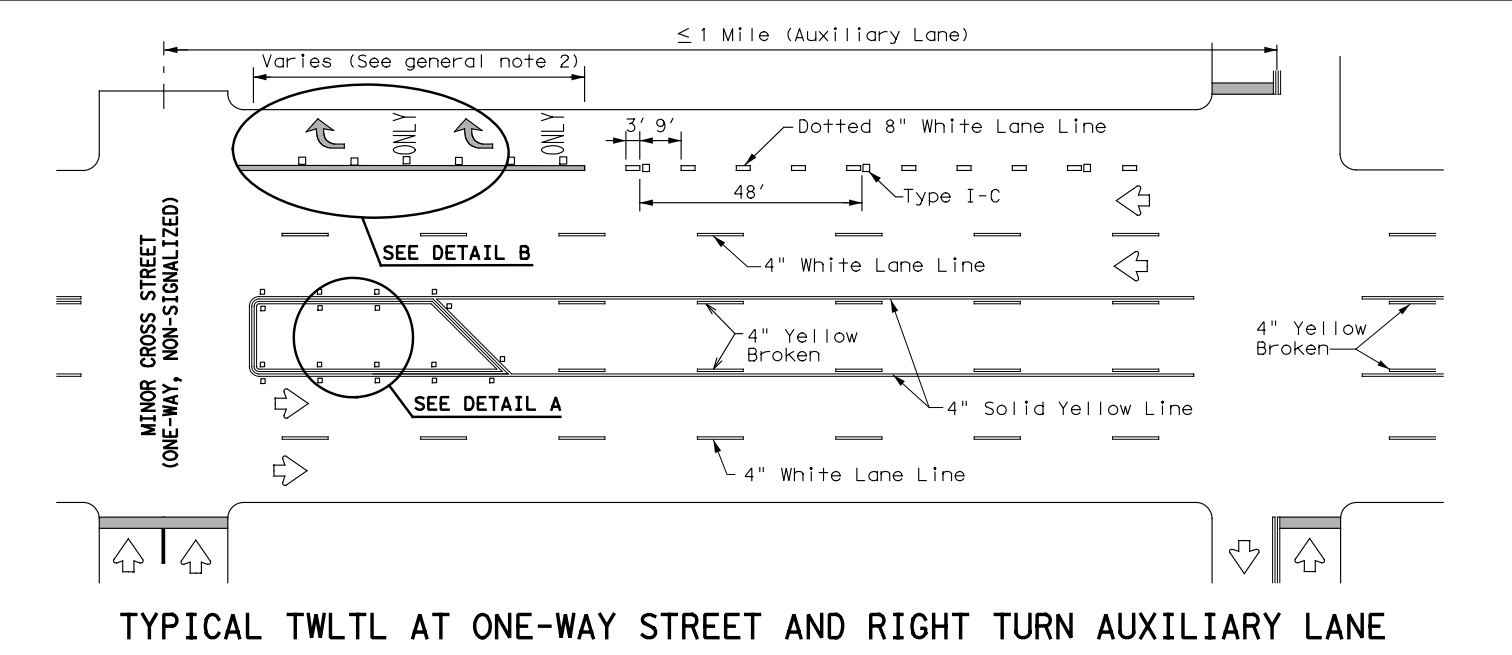 ≤ 1 Mile (Auxiliary Lane)
Varies (See general note 2)
ONLY
ONLY
3' 9'
Dotted 8" White Lane Line
48'
Type I-C
SEE DETAIL B
4" White Lane Line
MINOR CROSS STREET
(ONE-WAY, NON-SIGNALIZED)
4" Yellow
Broken
4" Yellow
Broken
SEE DETAIL A
4" Solid Yellow Line
4" White Lane Line
TYPICAL TWLTL AT ONE-WAY STREET AND RIGHT TURN AUXILIARY LANE